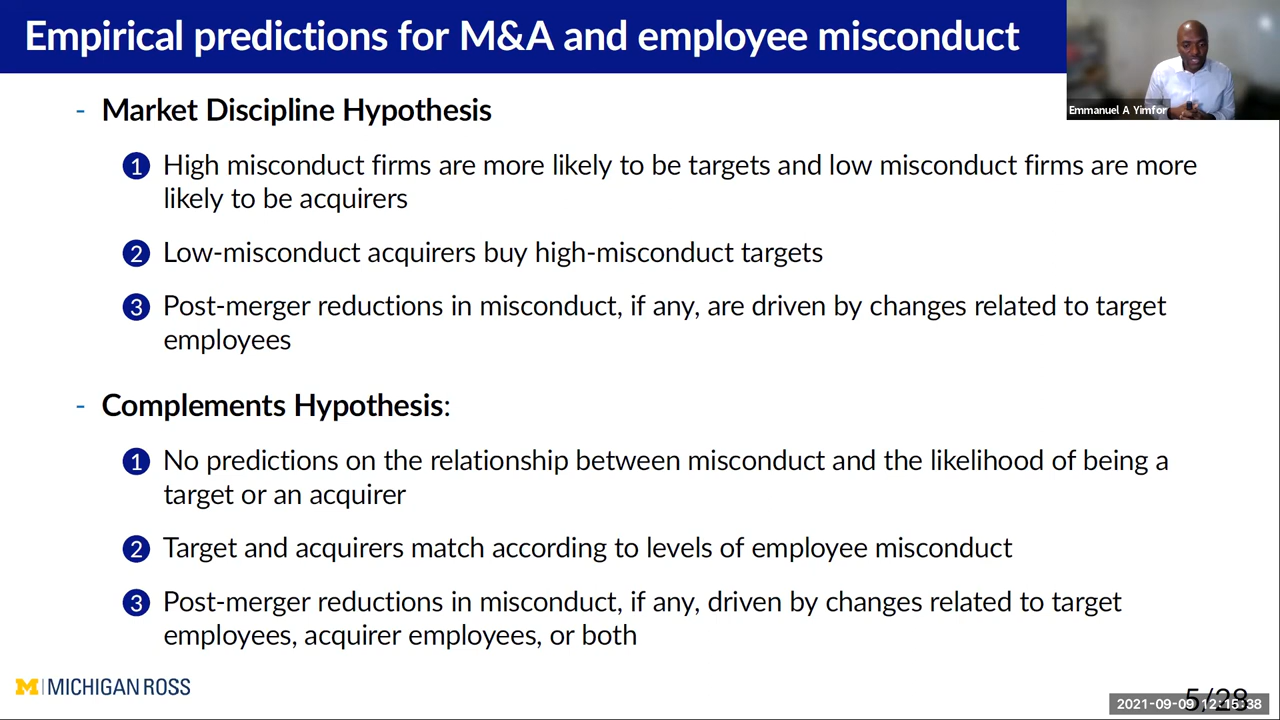 Empirical predictions for M&A and employee misconduct
Emmanuel A Yimfor
- Market Discipline Hypothesis
1 High misconduct firms are more likely to be targets and low misconduct firms are more
likely to be acquirers
2 Low-misconduct acquirers buy high-misconduct targets
3 Post-merger reductions in misconduct, if any, are driven by changes related to target
employees
- Complements Hypothesis:
1 No predictions on the relationship between misconduct and the likelihood of being a
target or an acquirer
2 Target and acquirers match according to levels of employee misconduct
3 Post-merger reductions in misconduct, if any, driven by changes related to target
employees, acquirer employees, or both
M | MICHIGAN ROSS
5/28
2021-09-09 12:15:38